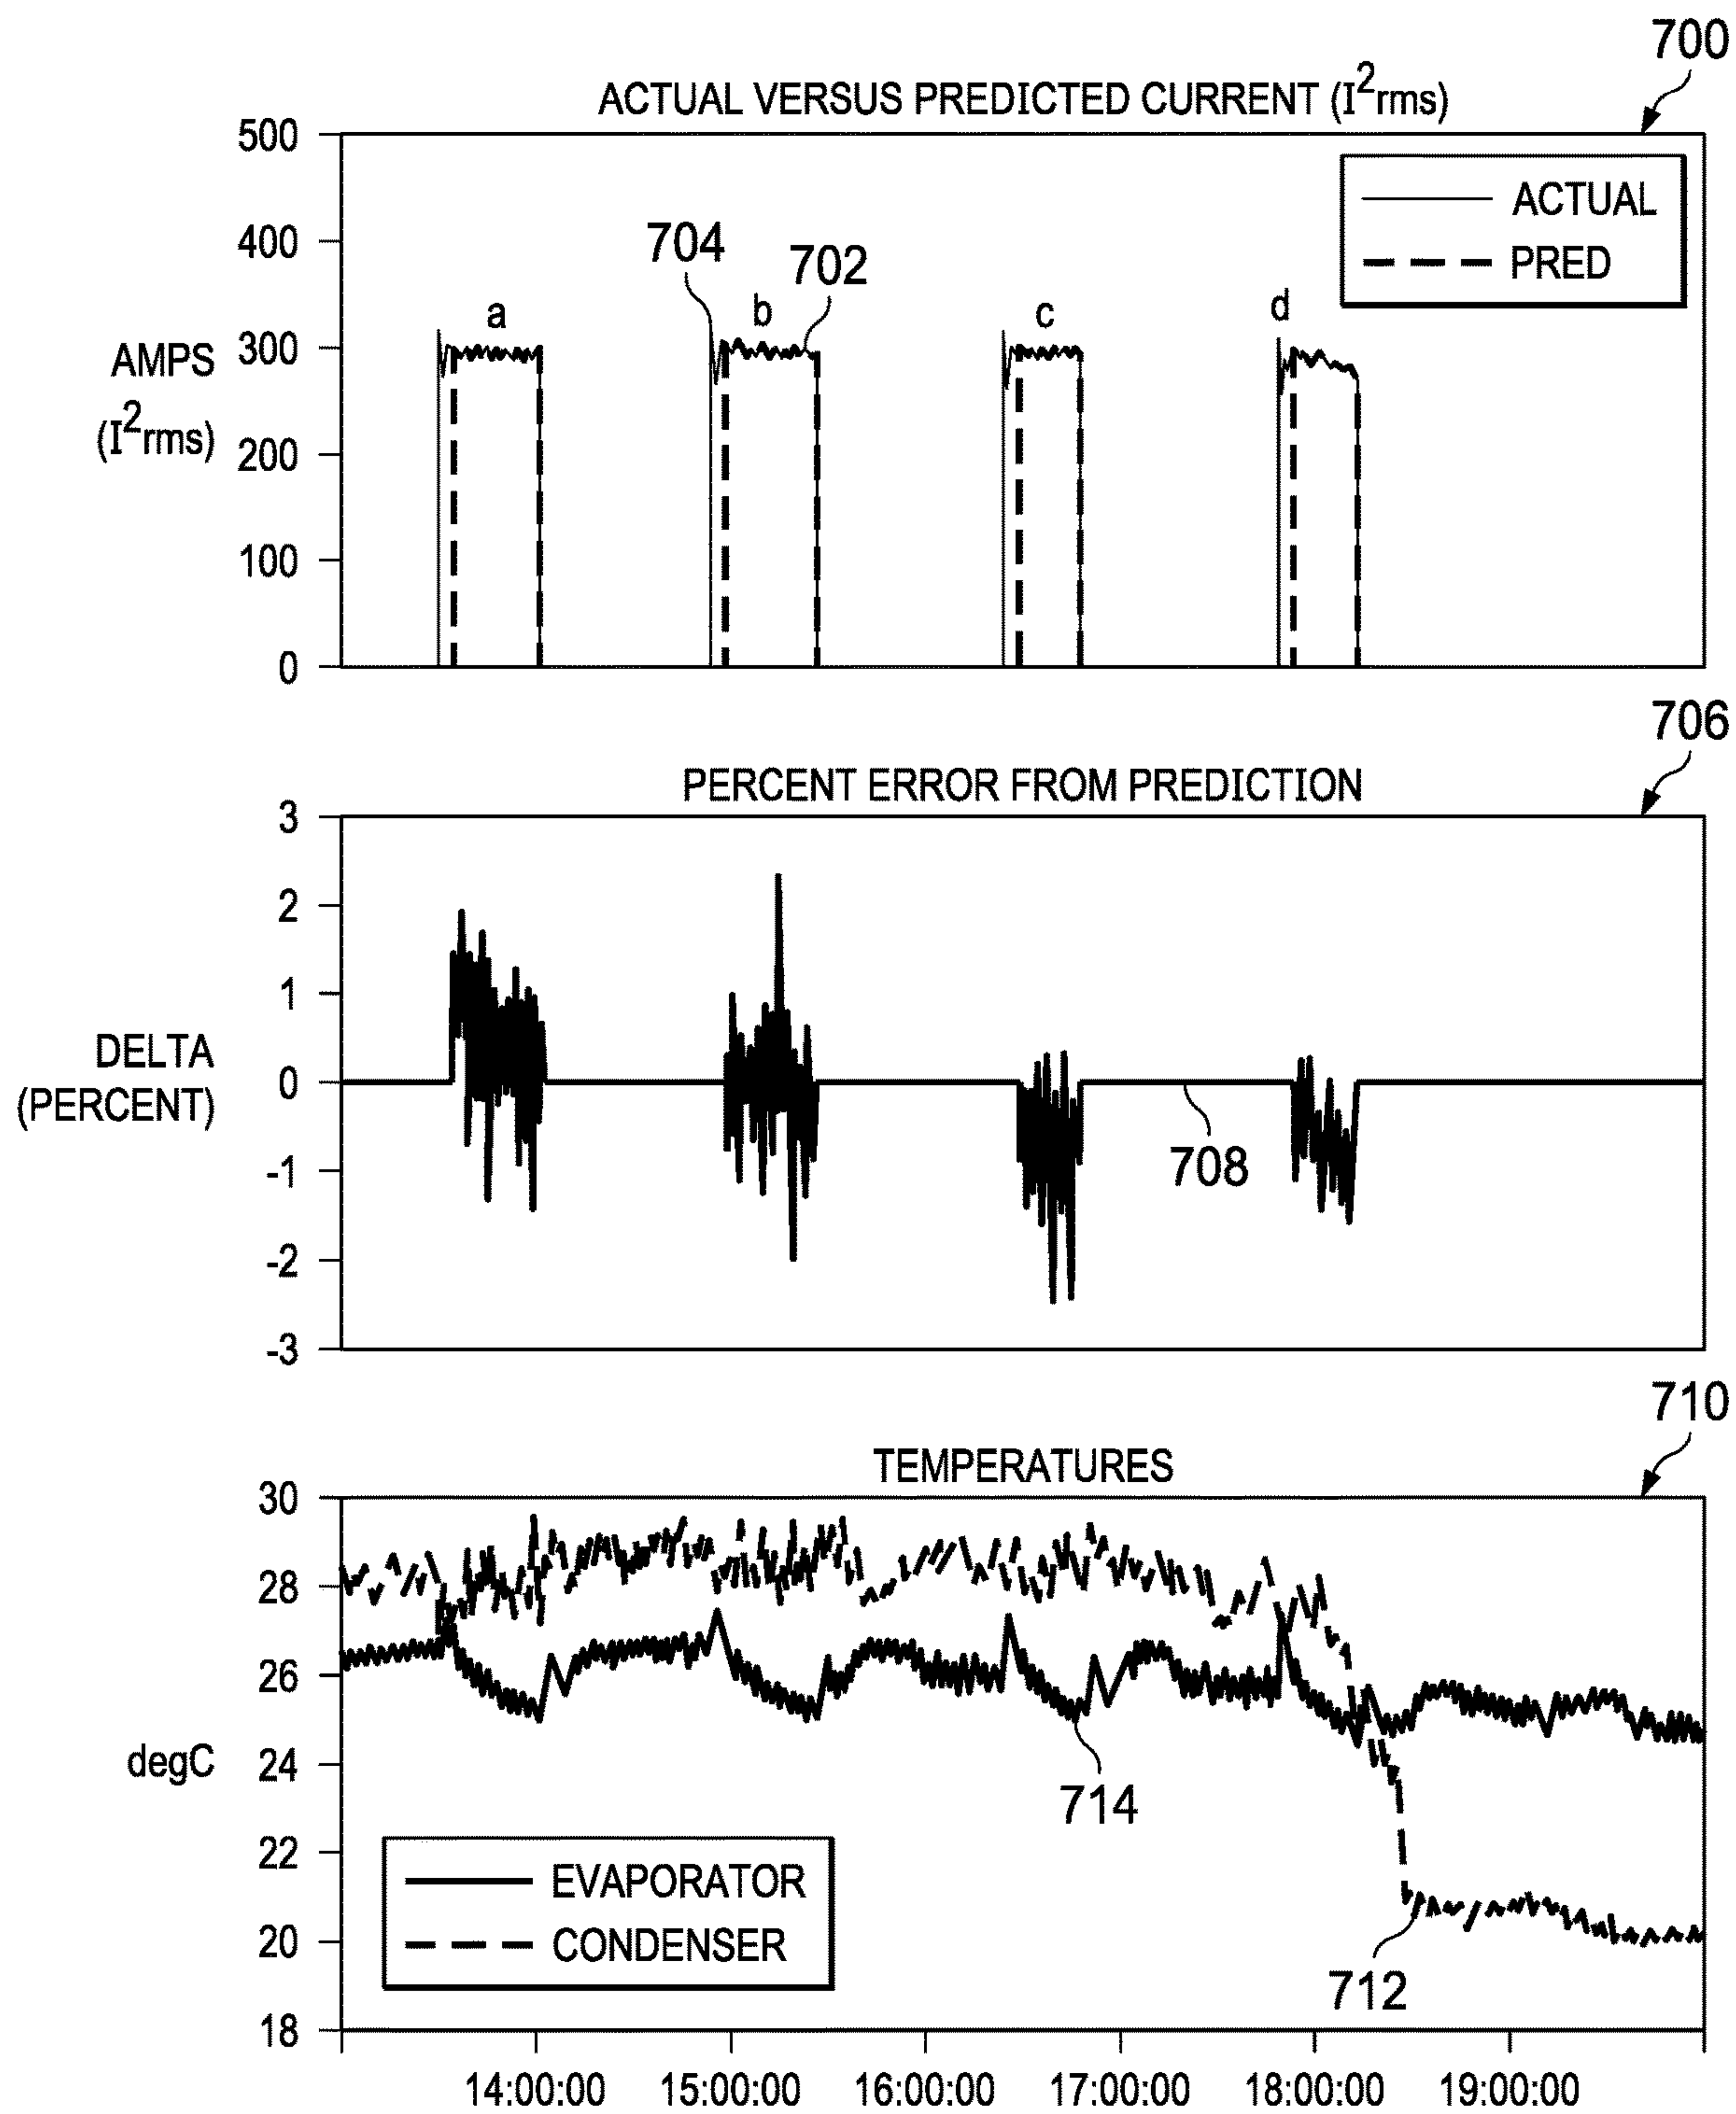 700
ACTUAL VERSUS PREDICTED CURRENT (I²rms)
500
ACTUAL
PRED
400
704
702
a
b
c
d
AMPS
(I²rms)
300
200
100
0
706
PERCENT ERROR FROM PREDICTION
3
2
1
DELTA
(PERCENT)
0
708
-1
-2
-3
710
TEMPERATURES
30
28
26
degC
24
714
22
EVAPORATOR
CONDENSER
20
712
18
14:00:00 15:00:00 16:00:00 17:00:00 18:00:00 19:00:00